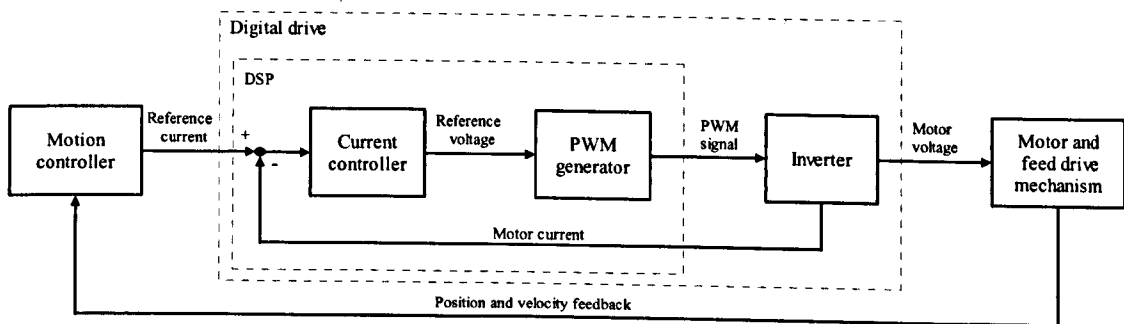 Digital drive
DSP
Motion
controller
Reference
current
+
-
Current
controller
Reference
voltage
PWM
generator
PWM
signal
Inverter
Motor
voltage
Motor and
feed drive
mechanism
Motor current
Position and velocity feedback